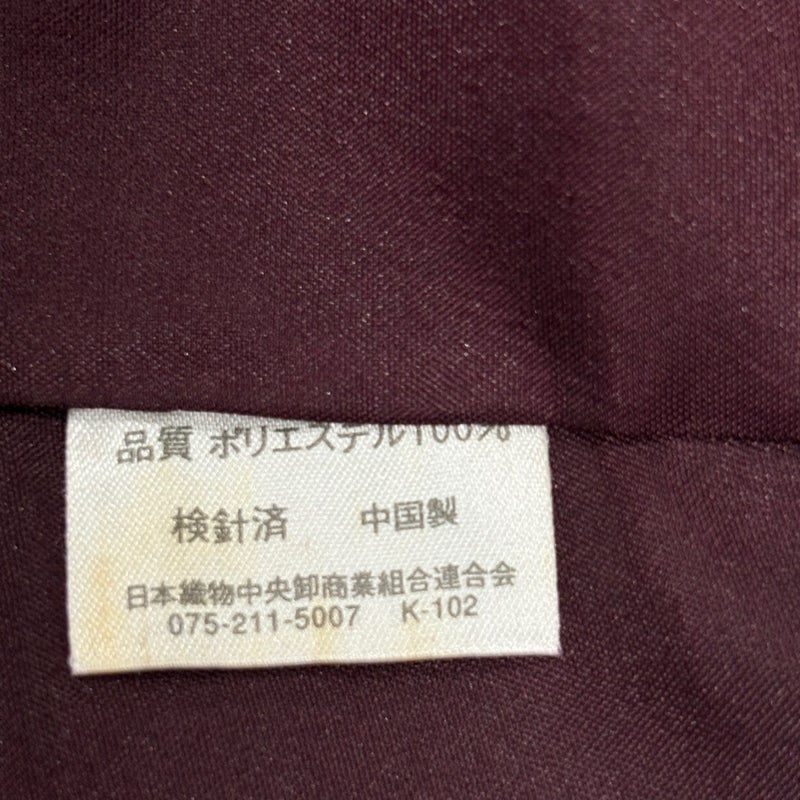 品質 ポリエステル100%
検針済 中国製
日本織物中央卸商業組合連合会
075-211-5007 K-102